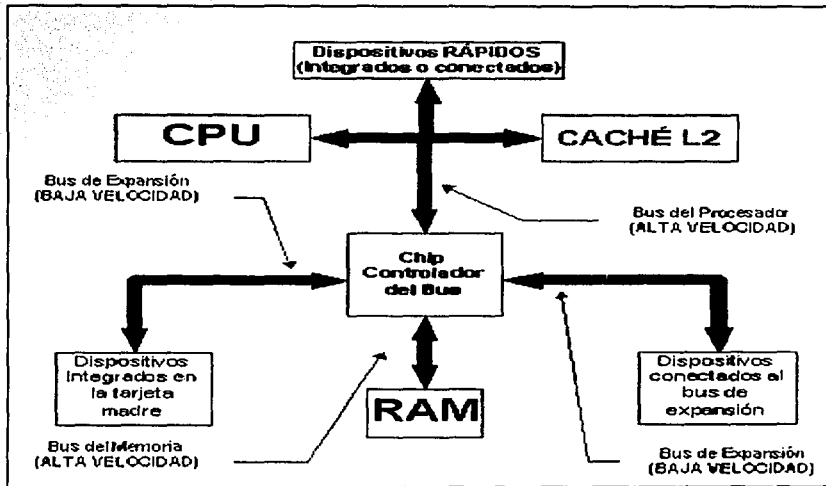 Dispositivos RÁPIDOS
(Integrados o conectados)
CPU
CACHÉ L2
Bus de Expansión
(BAJA VELOCIDAD)
Bus del Procesador
(ALTA VELOCIDAD)
Chip
Controlador
del Bus
Dispositivos
Integrados en
la tarjeta
madre
RAM
Dispositivos
conectados al
bus de
expansión
Bus del Memoria
(ALTA VELOCIDAD)
Bus de Expansión
(BAJA VELOCIDAD)